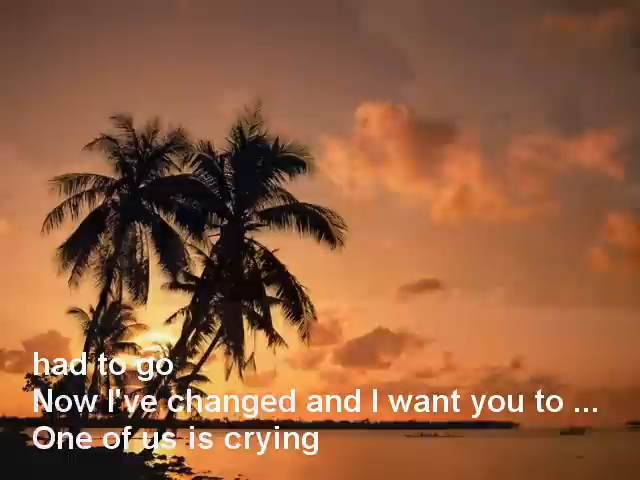 had to go
Now I've changed and I want you to ...
One of us is crying